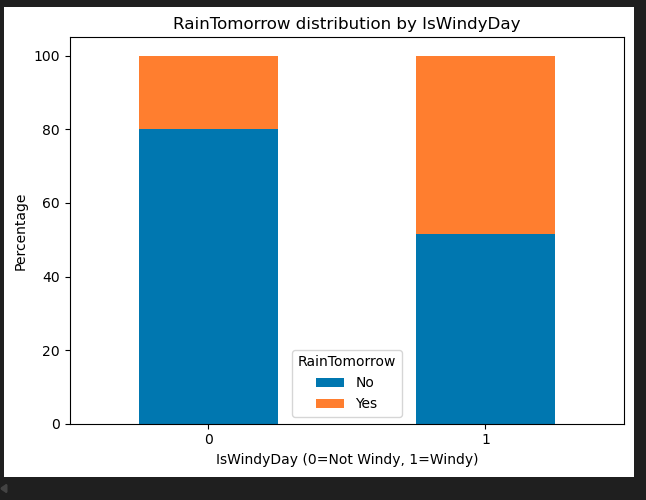 RainTomorrow distribution by IsWindyDay
100
80
60
40
20
0
Percentage
RainTomorrow
No
Yes
0
1
IsWindyDay (0=Not Windy, 1=Windy)